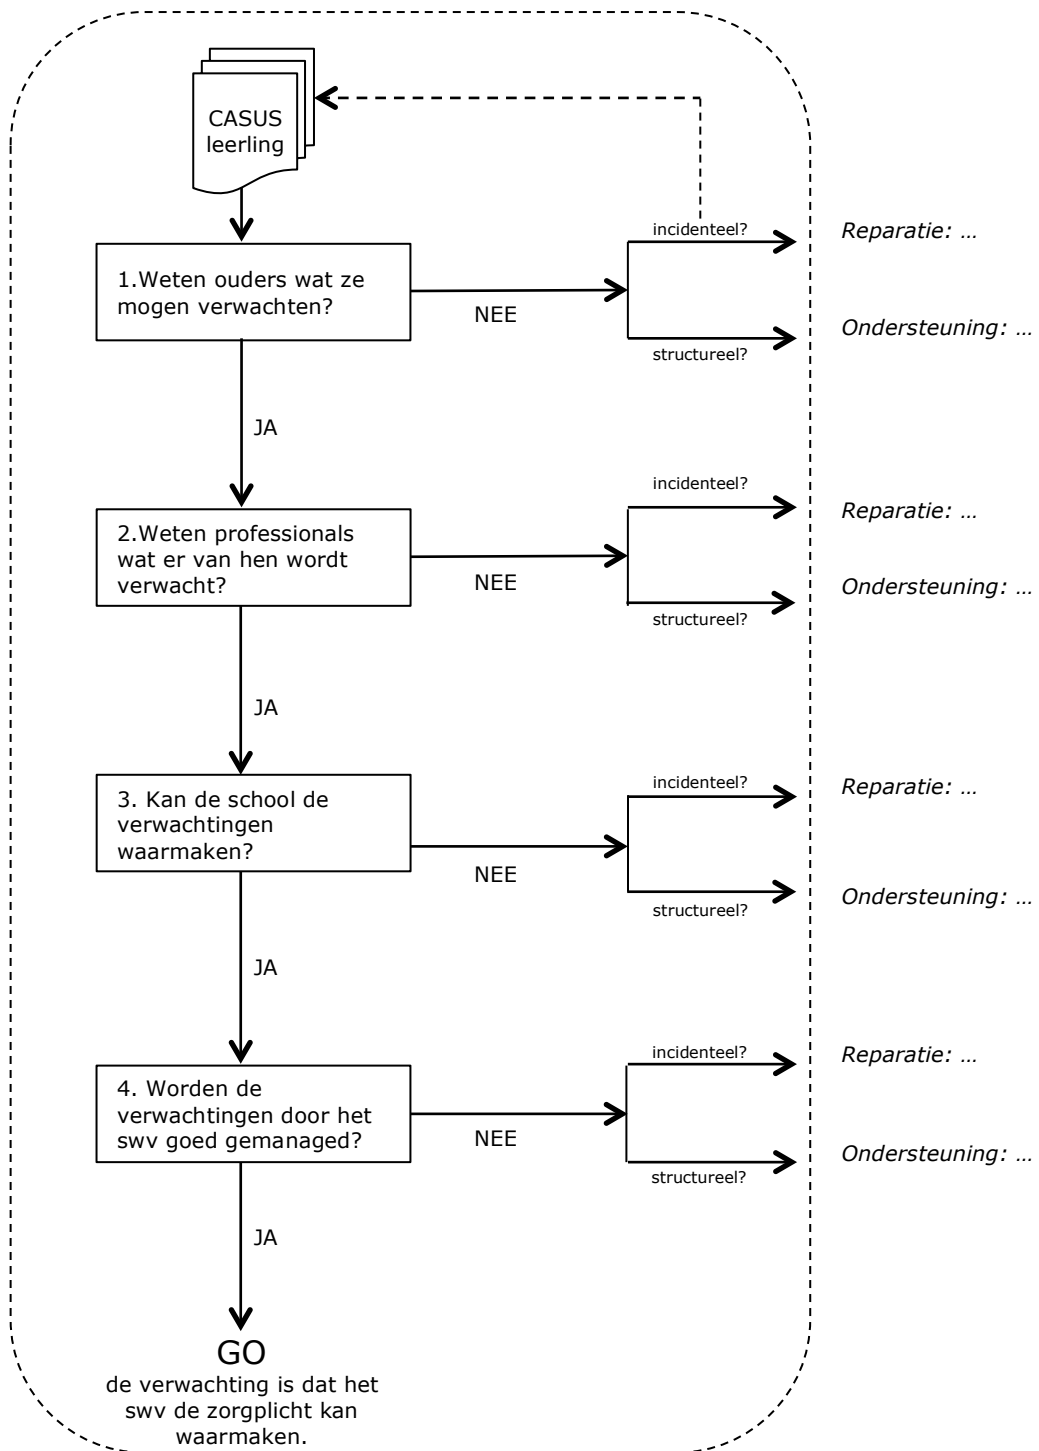 CASUS
leerling
incidenteel?
Reparatie: ...
1.Weten ouders wat ze
mogen verwachten?
NEE
Ondersteuning: ...
structureel?
JA
incidenteel?
Reparatie: ...
2.Weten professionals
wat er van hen wordt
verwacht?
NEE
Ondersteuning: ...
structureel?
JA
incidenteel?
Reparatie: ...
3. Kan de school de
verwachtingen
waarmaken?
NEE
Ondersteuning: ...
structureel?
JA
incidenteel?
Reparatie: ...
4. Worden de
verwachtingen door het
swv goed gemanaged?
NEE
Ondersteuning: ...
structureel?
JA
GO
de verwachting is dat het
swv de zorgplicht kan
waarmaken.